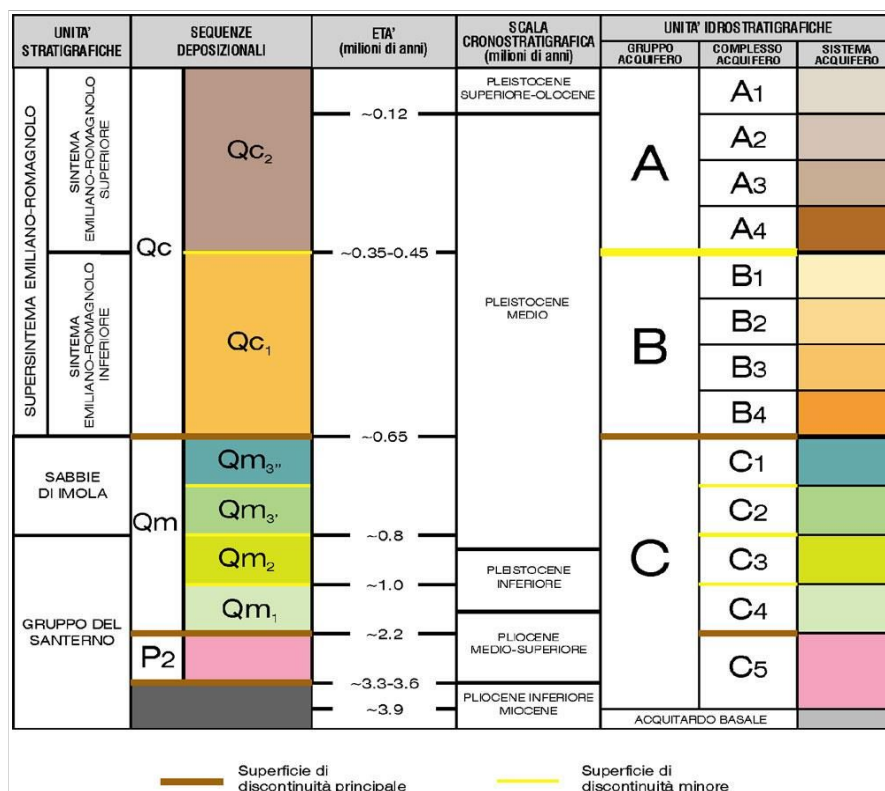 UNITA'
STRATIGRAFICHE
SEQUENZE
DEPOSIZIONALI
ETA'
(milioni di anni)
SCALA
CRONOSTRATIGRAFICA
(milioni di anni)
UNITA' IDROSTRATIGRAFICHE
GRUPPO
ACQUIFERO
COMPLESSO
ACQUIFERO
SISTEMA
ACQUIFERO
SUPERSINTEMA EMILIANO-ROMAGNOLO
SINTEMA
EMILIANO-ROMAGNOLO
SUPERIORE
SINTEMA
EMILIANO-ROMAGNOLO
INFERIORE
SABBIE
DI IMOLA
GRUPPO DEL
SANTERNO
Qc
Qm
P2
Qc2
Qc1
Qm3''
Qm3'
Qm2
Qm1
~0.12
~0.35-0.45
~0.65
~0.8
~1.0
~2.2
~3.3-3.6
~3.9
PLEISTOCENE
SUPERIORE-OLOCENE
PLEISTOCENE
MEDIO
PLEISTOCENE
INFERIORE
PLIOCENE
MEDIO-SUPERIORE
PLIOCENE INFERIORE
MIOCENE
A
B
C
A1
A2
A3
A4
B1
B2
B3
B4
C1
C2
C3
C4
C5
ACQUITARDO BASALE
Superficie di
discontinuità principale
Superficie di
discontinuità minore